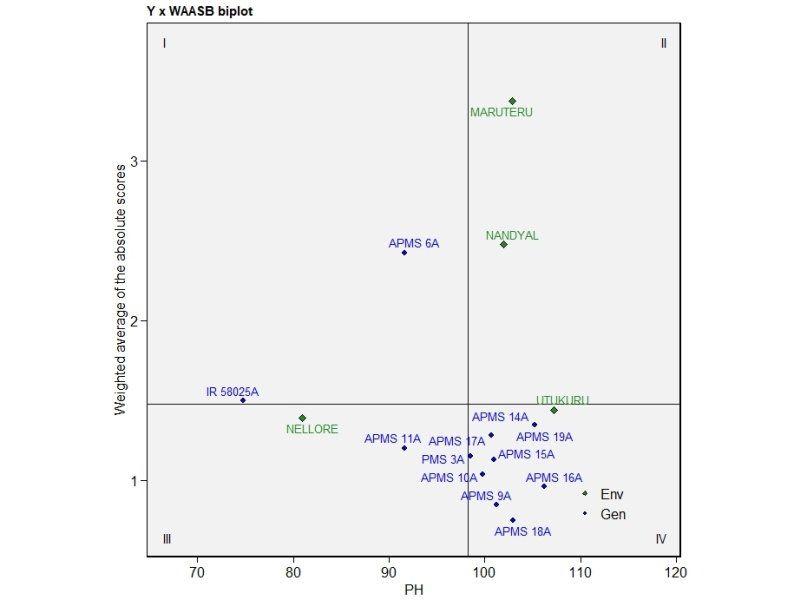 Y x WAASB biplot
I
II
MARUTERU
3
NANDYAL
APMS 6A
2
Weighted average of the absolute scores
IR 58025A
UTUKURU
NELLORE
APMS 14A
APMS 11A
APMS 17A
APMS 19A
PMS 3A
APMS 15A
APMS 10A
APMS 16A
1
APMS 9A
Env
Gen
APMS 18A
III
IV
70
80
90
100
110
120
PH